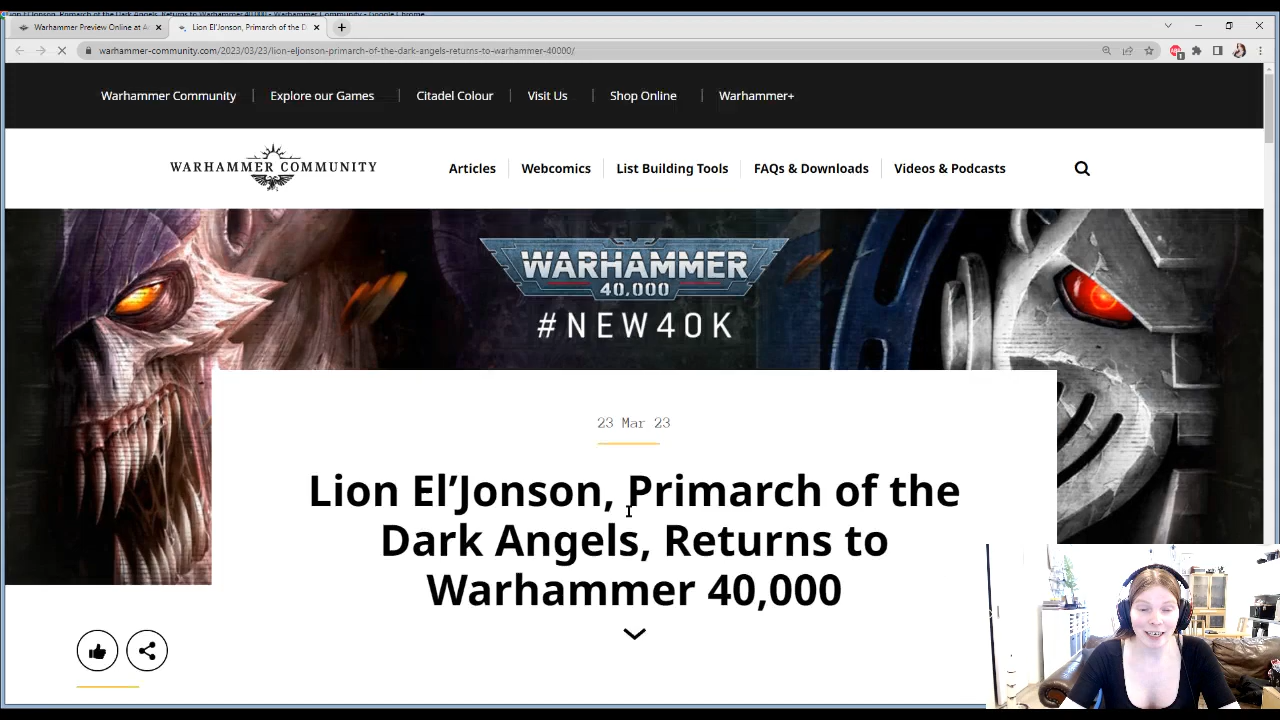 Lion El'Jonson, Primarch of the Dark Angels, Returns to Warhammer 40,000 - Warhammer Community - Google Chrome
Warhammer Preview Online at A
Lion El'Jonson, Primarch of the D
warhammer-community.com/2023/03/23/lion-eljonson-primarch-of-the-dark-angels-returns-to-warhammer-40000/
1
Warhammer Community
Explore our Games
Citadel Colour
Visit Us
Shop Online
Warhammer+
WARHAMMER COMMUNITY
Articles
Webcomics
List Building Tools
FAQs & Downloads
Videos & Podcasts
WARHAMMER
40,000
#NEW40K
23 Mar 23
Lion El’Jonson, Primarch of the
Dark Angels, Returns to
Warhammer 40,000